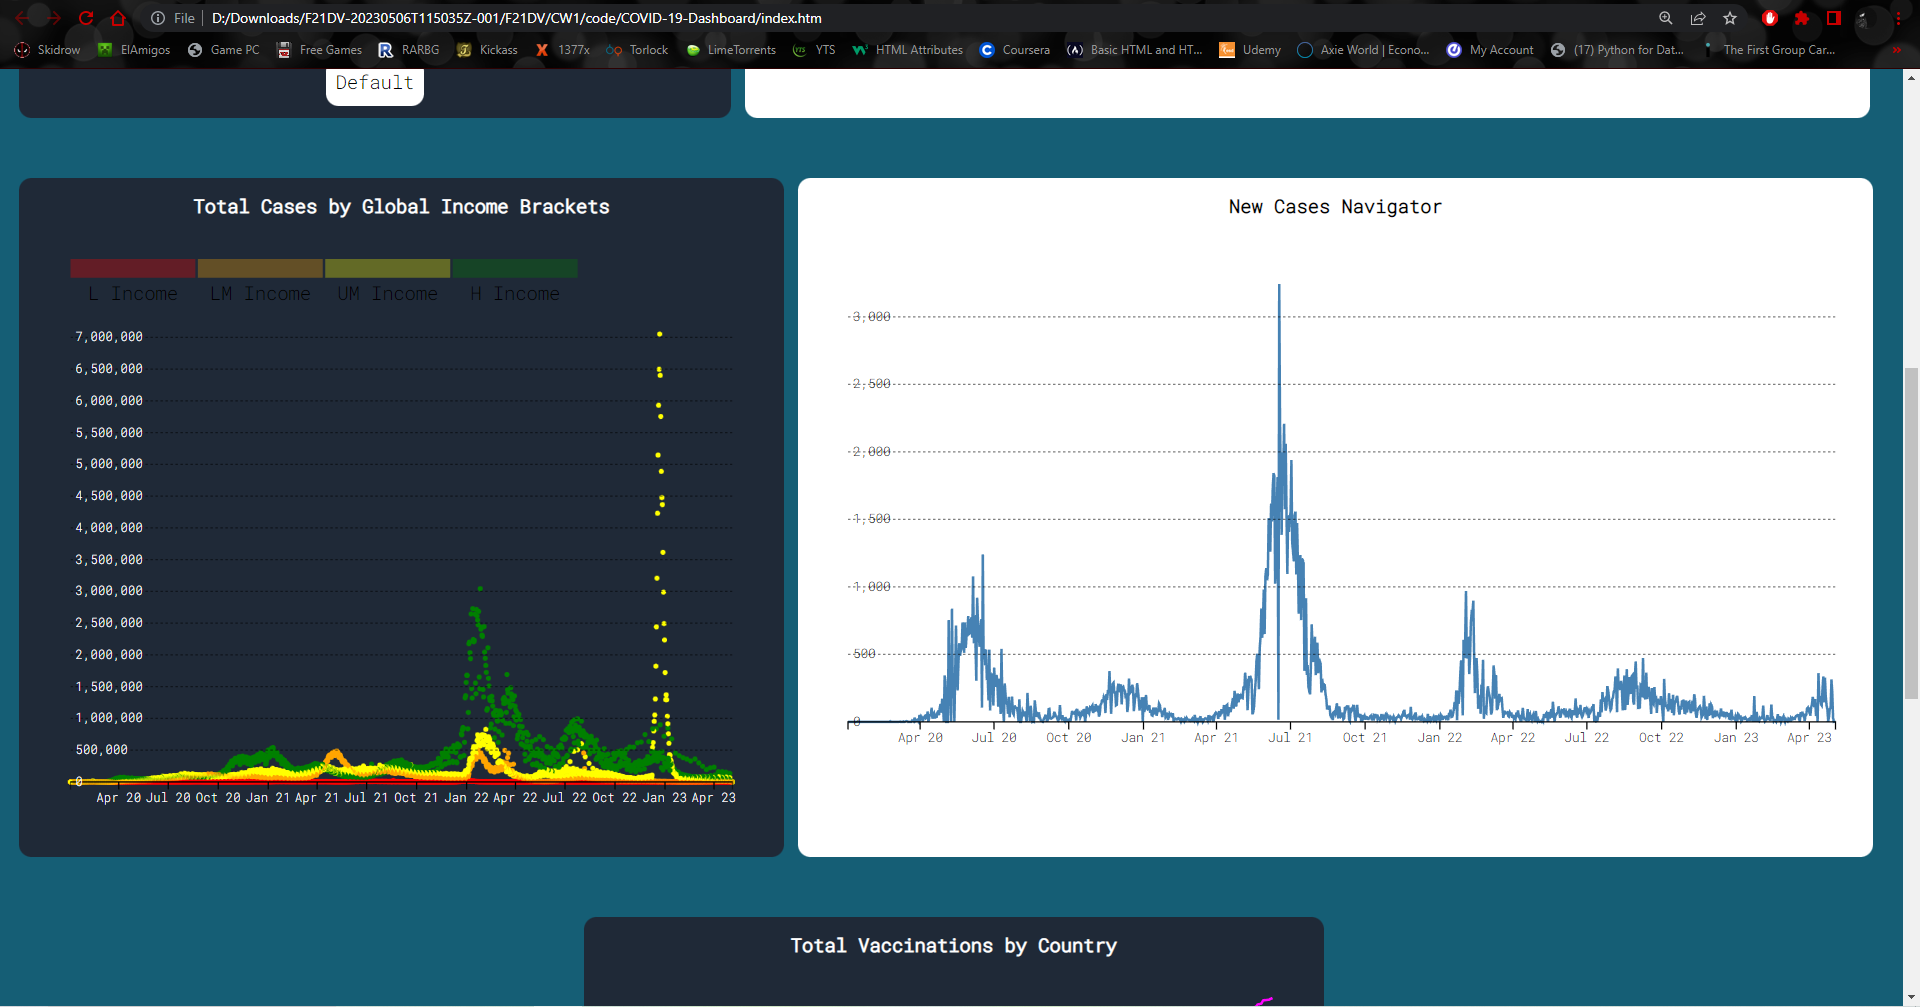 File | D:/Downloads/F21DV-20230506T115035Z-001/F21DV/CW1/code/COVID-19-Dashboard/index.htm
Skidrow ElAmigos Game PC Free Games RARBG Kickass 1377x Torlock LimeTorrents YTS HTML Attributes Coursera Basic HTML and HT... Udemy Axie World | Econo... My Account (17) Python for Dat... The First Group Car... »
Default
Total Cases by Global Income Brackets
L Income LM Income UM Income H Income
7,000,000
6,500,000
6,000,000
5,500,000
5,000,000
4,500,000
4,000,000
3,500,000
3,000,000
2,500,000
2,000,000
1,500,000
1,000,000
500,000
0
Apr 20 Jul 20 Oct 20 Jan 21 Apr 21 Jul 21 Oct 21 Jan 22 Apr 22 Jul 22 Oct 22 Jan 23 Apr 23
New Cases Navigator
3,000
2,500
2,000
1,500
1,000
500
0
Apr 20 Jul 20 Oct 20 Jan 21 Apr 21 Jul 21 Oct 21 Jan 22 Apr 22 Jul 22 Oct 22 Jan 23 Apr 23
Total Vaccinations by Country